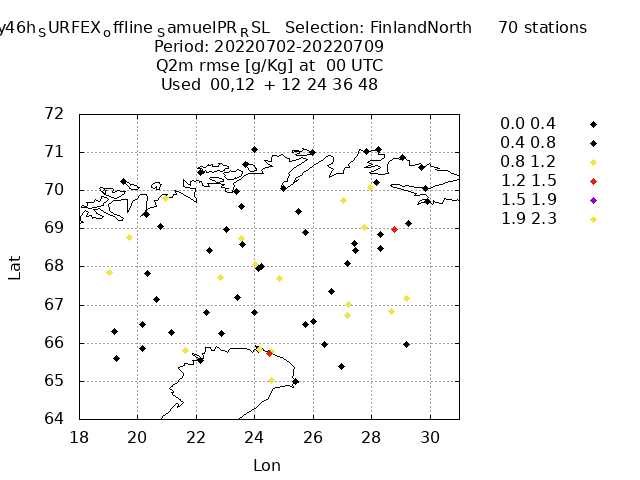 y46hSURFEXoffline SamuelPRRSL Selection: FinlandNorth 70 stations
Period: 20220702-20220709
Q2m rmse [g/Kg] at 00 UTC
Used 00,12 + 12 24 36 48
72
71
70
69
68
67
66
65
64
Lat
18 20 22 24 26 28 30
Lon
0.0 0.4
0.4 0.8
0.8 1.2
1.2 1.5
1.5 1.9
1.9 2.3